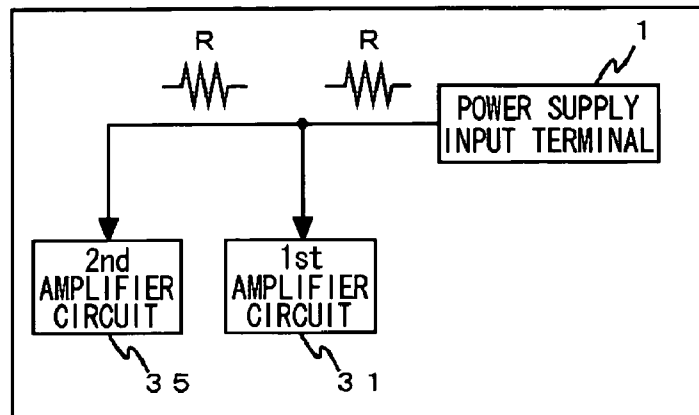 R
R
1
POWER SUPPLY
INPUT TERMINAL
2nd
AMPLIFIER
CIRCUIT
1st
AMPLIFIER
CIRCUIT
35
31